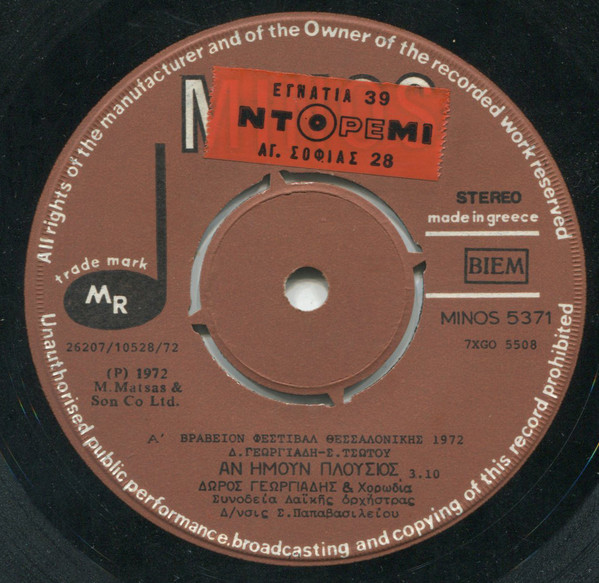 All rights of the manufacturer and of the Owner of the recorded work reserved
ΕΓΝΑΤΙΑ 39
ΝΤΟΡΕΜΙ
ΑΓ. ΣΟΦΙΑΣ 28
MINOS
STEREO
made in greece
trade mark
MR
BIEM
MINOS 5371
7XGO 5508
26207/10528/72
(P) 1972
M. Matsas &
Son Co Ltd.
Α' ΒΡΑΒΕΙΟΝ ΦΕΣΤΙΒΑΛ ΘΕΣΣΑΛΟΝΙΚΗΣ 1972
Δ.ΓΕΩΡΓΙΑΔΗ-Σ.ΤΣΩΤΟΥ
ΑΝ ΗΜΟΥΝ ΠΛΟΥΣΙΟΣ 3.10
ΔΩΡΟΣ ΓΕΩΡΓΙΑΔΗΣ & Χορωδία
Συνοδεία Λαϊκῆς ὀρχήστρας
Δ/νσις Σ.Παπαβασιλείου
Unauthorised public performance, broadcasting and copying of this record prohibited